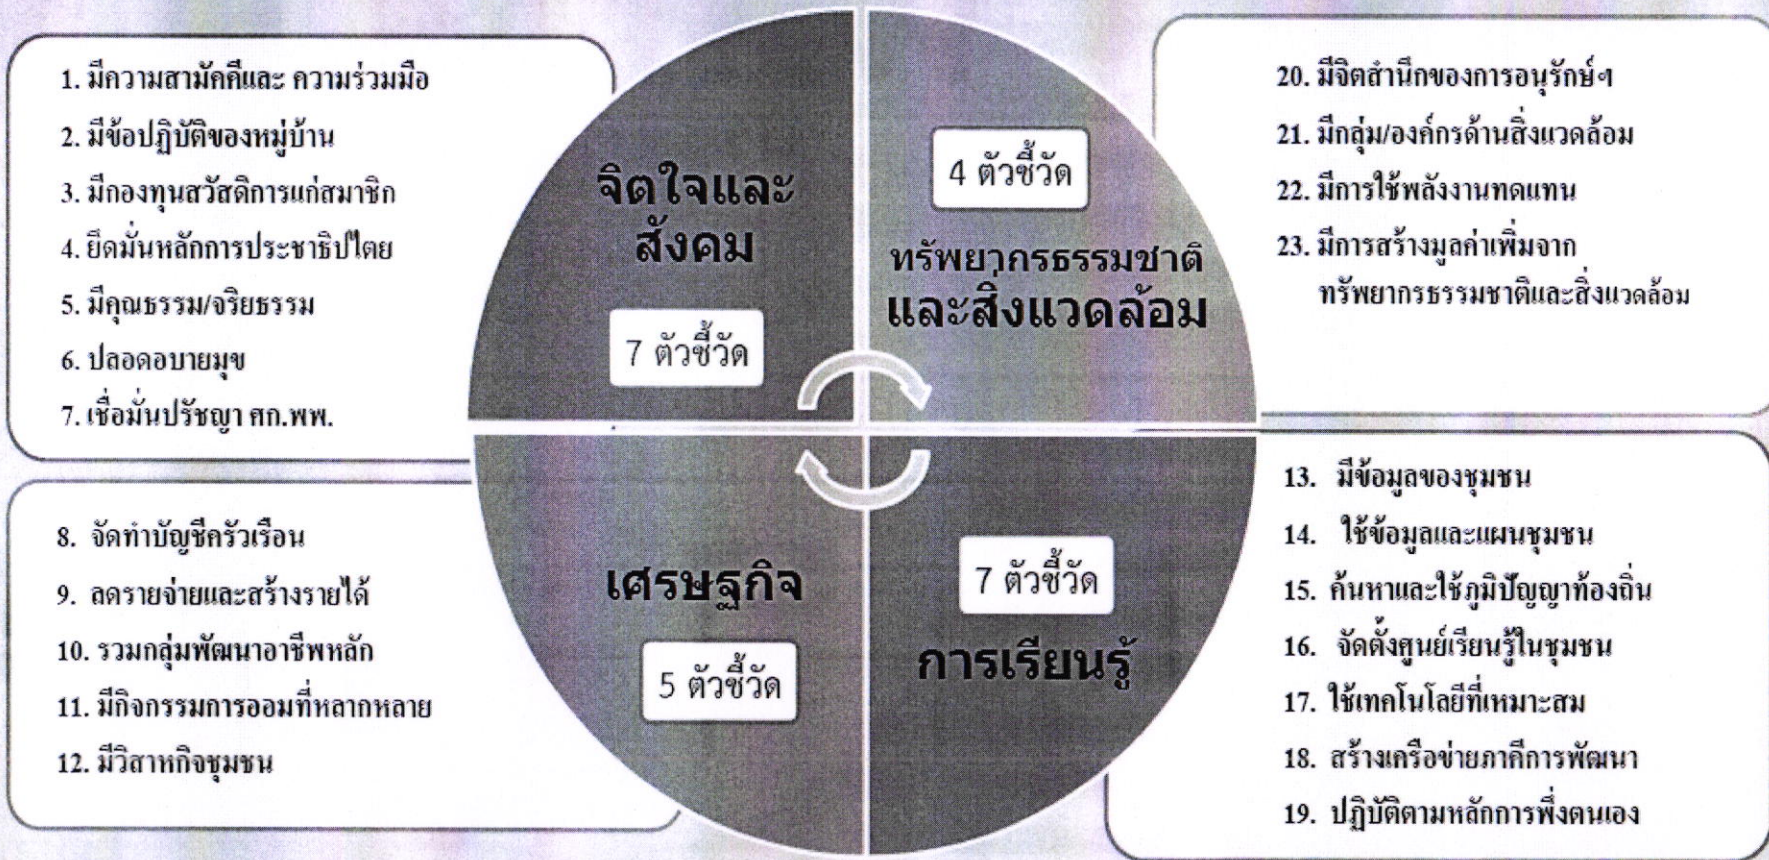 1. มีความสามัคคีและ ความร่วมมือ
2. มีข้อปฏิบัติของหมู่บ้าน
3. มีกองทุนสวัสดิการแก่สมาชิก
4. ยึดมั่นหลักการประชาธิปไตย
5. มีคุณธรรม/จริยธรรม
6. ปลอดอบายมุข
7. เชื่อมั่นปรัชญา ศก.พพ.
จิตใจและ
สังคม
7 ตัวชี้วัด
4 ตัวชี้วัด
ทรัพยากรธรรมชาติ
และสิ่งแวดล้อม
20. มีจิตสำนึกของการอนุรักษ์ฯ
21. มีกลุ่ม/องค์กรด้านสิ่งแวดล้อม
22. มีการใช้พลังงานทดแทน
23. มีการสร้างมูลค่าเพิ่มจาก
ทรัพยากรธรรมชาติและสิ่งแวดล้อม
8. จัดทำบัญชีครัวเรือน
9. ลดรายจ่ายและสร้างรายได้
10. รวมกลุ่มพัฒนาอาชีพหลัก
11. มีกิจกรรมการออมที่หลากหลาย
12. มีวิสาหกิจชุมชน
เศรษฐกิจ
5 ตัวชี้วัด
7 ตัวชี้วัด
การเรียนรู้
13. มีข้อมูลของชุมชน
14. ใช้ข้อมูลและแผนชุมชน
15. ค้นหาและใช้ภูมิปัญญาท้องถิ่น
16. จัดตั้งศูนย์เรียนรู้ในชุมชน
17. ใช้เทคโนโลยีที่เหมาะสม
18. สร้างเครือข่ายภาคีการพัฒนา
19. ปฏิบัติตามหลักการพึ่งตนเอง